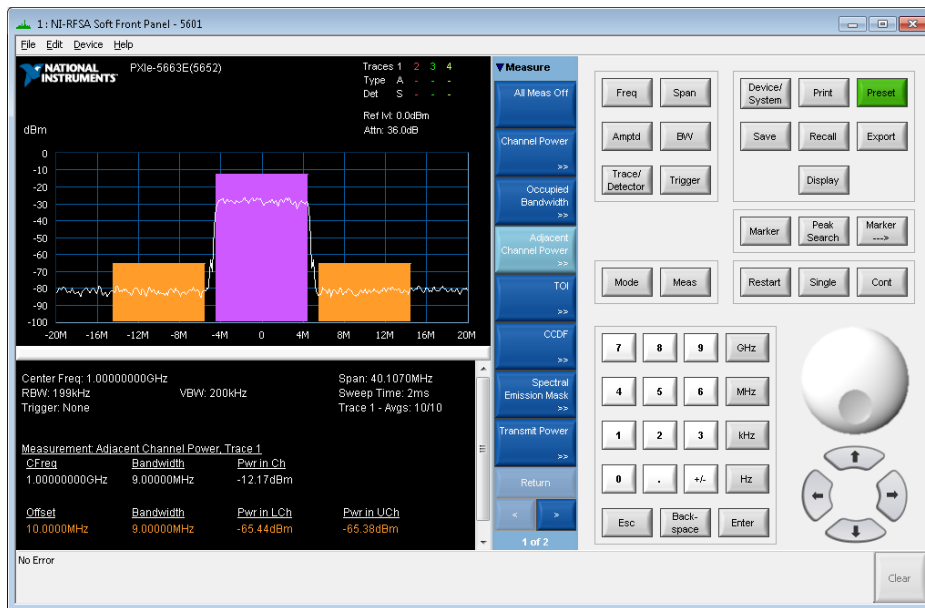 1: NI-RFSA Soft Front Panel - 5601
File Edit Device Help
NATIONAL INSTRUMENTS
PXIe-5663E(5652)
Traces 1 2 3 4
Type A - - -
Det S - - -
Ref lvl: 0.0dBm
Attn: 36.0dB
dBm
0
-10
-20
-30
-40
-50
-60
-70
-80
-90
-100
-20M -16M -12M -8M -4M 0 4M 8M 12M 16M 20M
Center Freq: 1.00000000GHz
RBW: 199kHz VBW: 200kHz
Trigger: None
Span: 40.1070MHz
Sweep Time: 2ms
Trace 1 - Avgs: 10/10
Measurement: Adjacent Channel Power, Trace 1
CFreq Bandwidth Pwr in Ch
1.00000000GHz 9.00000MHz -12.17dBm
Offset Bandwidth Pwr in LCh Pwr in UCh
10.0000MHz 9.00000MHz -65.44dBm -65.38dBm
Measure
All Meas Off
Channel Power
>>
Occupied
Bandwidth
>>
Adjacent
Channel Power
>>
TOI
>>
CCDF
>>
Spectral
Emission Mask
>>
Transmit Power
>>
Return
< >
1 of 2
Freq Span
Amptd BW
Trace/
Detector
Trigger
Device/
System
Print Preset
Save Recall Export
Display
Marker
Peak
Search
Marker
--->
Mode Meas
Restart Single Cont
7 8 9 GHz
4 5 6 MHz
1 2 3 kHz
0 . +/- Hz
Esc
Back-
space
Enter
No Error
Clear